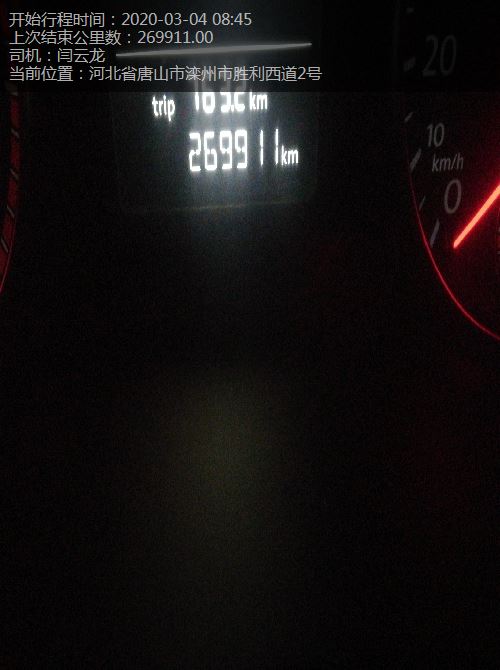 开始行程时间：2020-03-04 08:45
上次结束公里数：269911.00
司机：闫云龙
当前位置：河北省唐山市滦州市胜利西道2号
20
trip 163.2 km
10
269911km
km/h
0